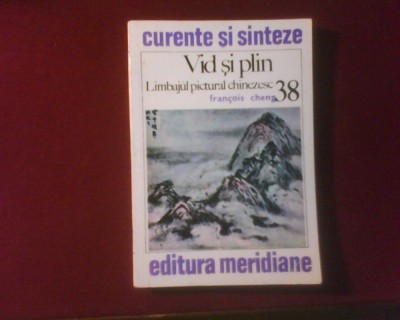 curente și sinteze
Vid și plin
Limbajul pictural chinezesc 38
françois cheng
editura meridiane